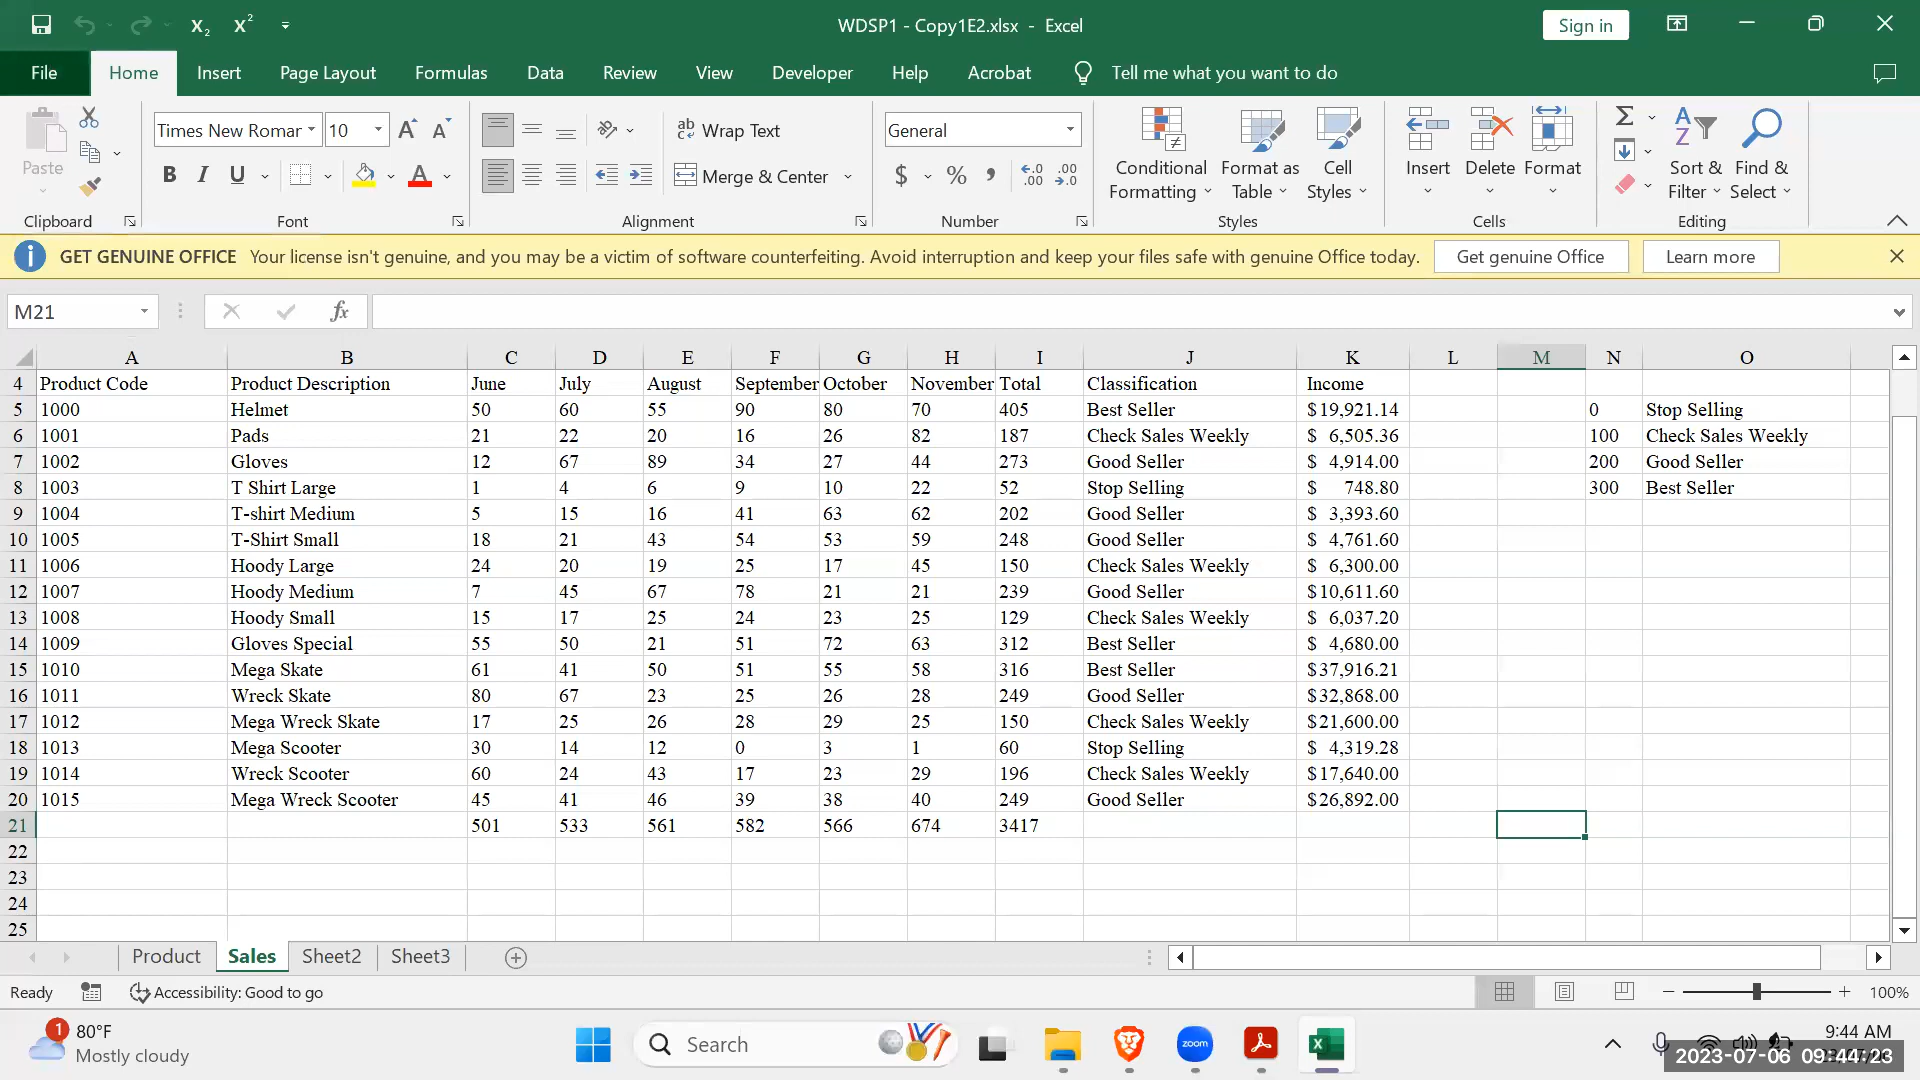 WDSP1 - Copy1E2.xlsx - Excel
Sign in
File Home Insert Page Layout Formulas Data Review View Developer Help Acrobat Tell me what you want to do
Paste
Clipboard
Times New Romar 10
B I U
Font
ab Wrap Text
Merge & Center
Alignment
General
$ % ,
Number
Conditional Formatting
Format as Table
Cell Styles
Styles
Insert Delete Format
Cells
Sort & Filter
Find & Select
Editing
GET GENUINE OFFICE Your license isn't genuine, and you may be a victim of software counterfeiting. Avoid interruption and keep your files safe with genuine Office today. Get genuine Office Learn more
M21 fx
A B C D E F G H I J K L M N O
4 Product Code Product Description June July August September October November Total Classification Income
5 1000 Helmet 50 60 55 90 80 70 405 Best Seller $19,921.14 0 Stop Selling
6 1001 Pads 21 22 20 16 26 82 187 Check Sales Weekly $ 6,505.36 100 Check Sales Weekly
7 1002 Gloves 12 67 89 34 27 44 273 Good Seller $ 4,914.00 200 Good Seller
8 1003 T Shirt Large 1 4 6 9 10 22 52 Stop Selling $ 748.80 300 Best Seller
9 1004 T-shirt Medium 5 15 16 41 63 62 202 Good Seller $ 3,393.60
10 1005 T-Shirt Small 18 21 43 54 53 59 248 Good Seller $ 4,761.60
11 1006 Hoody Large 24 20 19 25 17 45 150 Check Sales Weekly $ 6,300.00
12 1007 Hoody Medium 7 45 67 78 21 21 239 Good Seller $10,611.60
13 1008 Hoody Small 15 17 25 24 23 25 129 Check Sales Weekly $ 6,037.20
14 1009 Gloves Special 55 50 21 51 72 63 312 Best Seller $ 4,680.00
15 1010 Mega Skate 61 41 50 51 55 58 316 Best Seller $37,916.21
16 1011 Wreck Skate 80 67 23 25 26 28 249 Good Seller $32,868.00
17 1012 Mega Wreck Skate 17 25 26 28 29 25 150 Check Sales Weekly $21,600.00
18 1013 Mega Scooter 30 14 12 0 3 1 60 Stop Selling $ 4,319.28
19 1014 Wreck Scooter 60 24 43 17 23 29 196 Check Sales Weekly $17,640.00
20 1015 Mega Wreck Scooter 45 41 46 39 38 40 249 Good Seller $26,892.00
21 501 533 561 582 566 674 3417
22
23
24
25
Product Sales Sheet2 Sheet3
Ready Accessibility: Good to go 100%
1 80°F
Mostly cloudy
Search
zoom
9:44 AM
2023-07-06 09:44:23